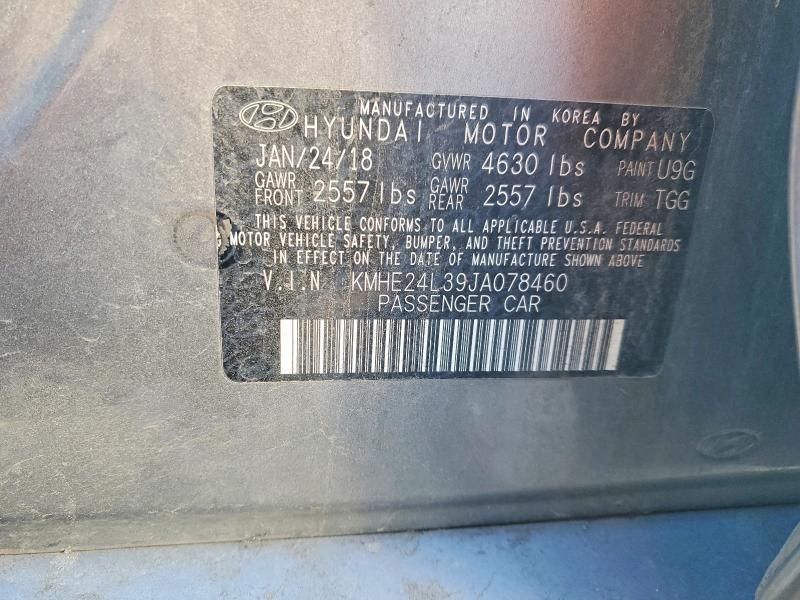 MANUFACTURED IN KOREA BY
HYUNDAI MOTOR COMPANY
JAN/24/18 GVWR 4630 lbs PAINT U9G
GAWR FRONT 2557 lbs GAWR REAR 2557 lbs TRIM TGG
THIS VEHICLE CONFORMS TO ALL APPLICABLE U.S.A. FEDERAL
MOTOR VEHICLE SAFETY, BUMPER, AND THEFT PREVENTION STANDARDS
IN EFFECT ON THE DATE OF MANUFACTURE SHOWN ABOVE
V.I.N KMHE24L39JA078460
PASSENGER CAR